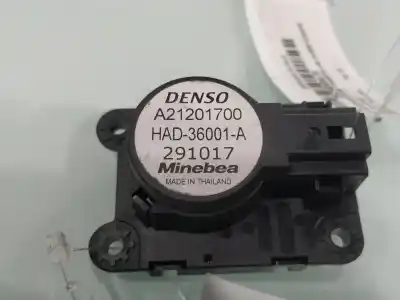 DENSO
A21201700
HAD-36001-A
291017
Minebea
MADE IN THAILAND